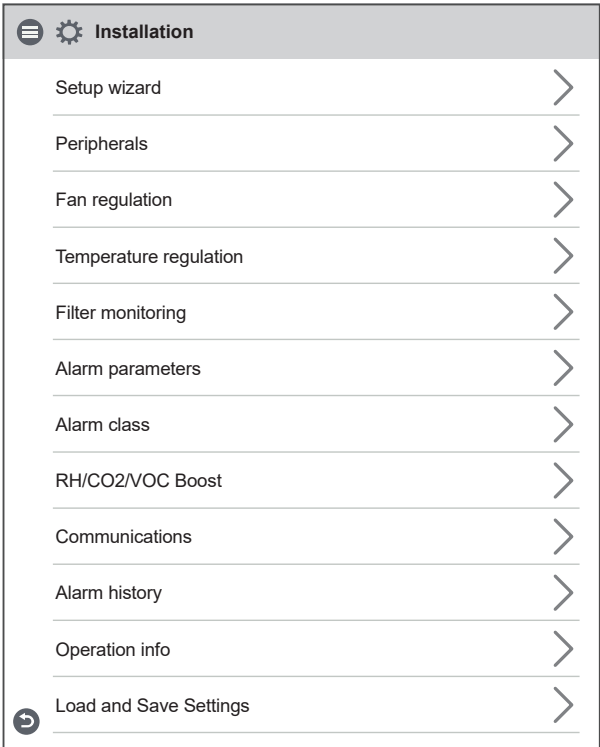 Installation
Setup wizard
Peripherals
Fan regulation
Temperature regulation
Filter monitoring
Alarm parameters
Alarm class
RH/CO2/VOC Boost
Communications
Alarm history
Operation info
Load and Save Settings